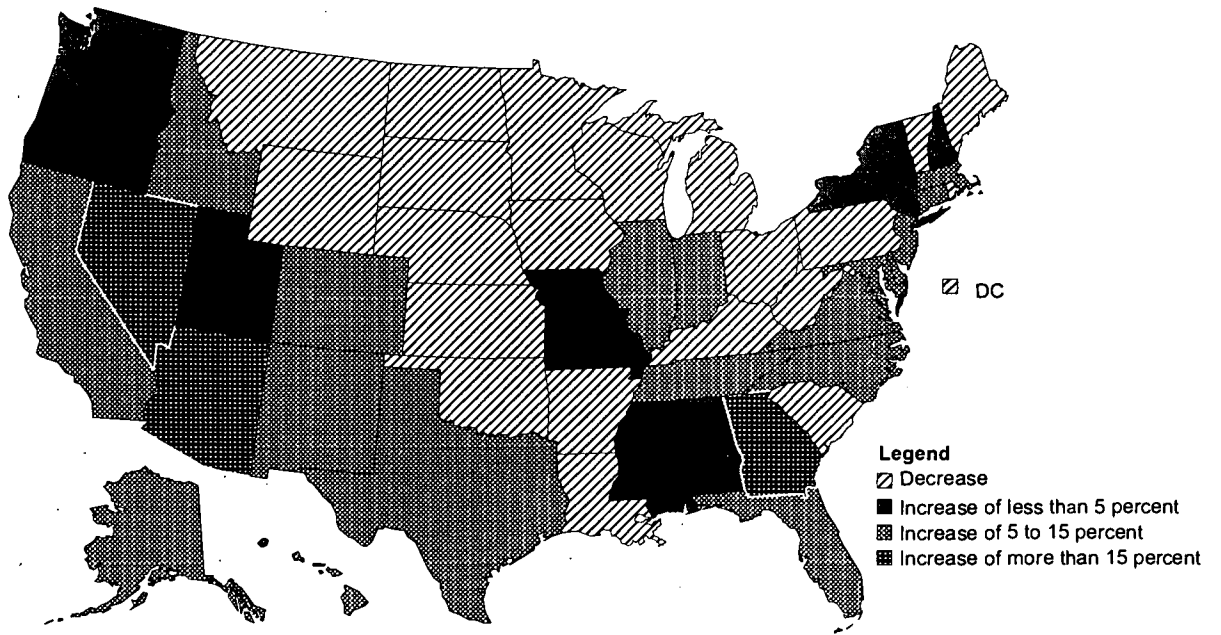 DC
Legend
Decrease
Increase of less than 5 percent
Increase of 5 to 15 percent
Increase of more than 15 percent